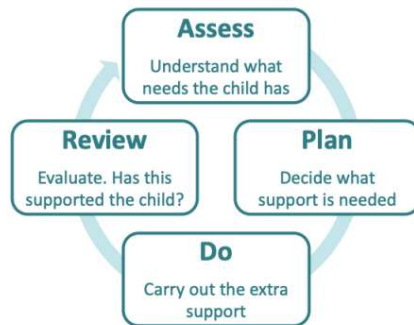 Assess
Understand what
needs the child has
Plan
Decide what
support is needed
Do
Carry out the extra
support
Review
Evaluate. Has this
supported the child?